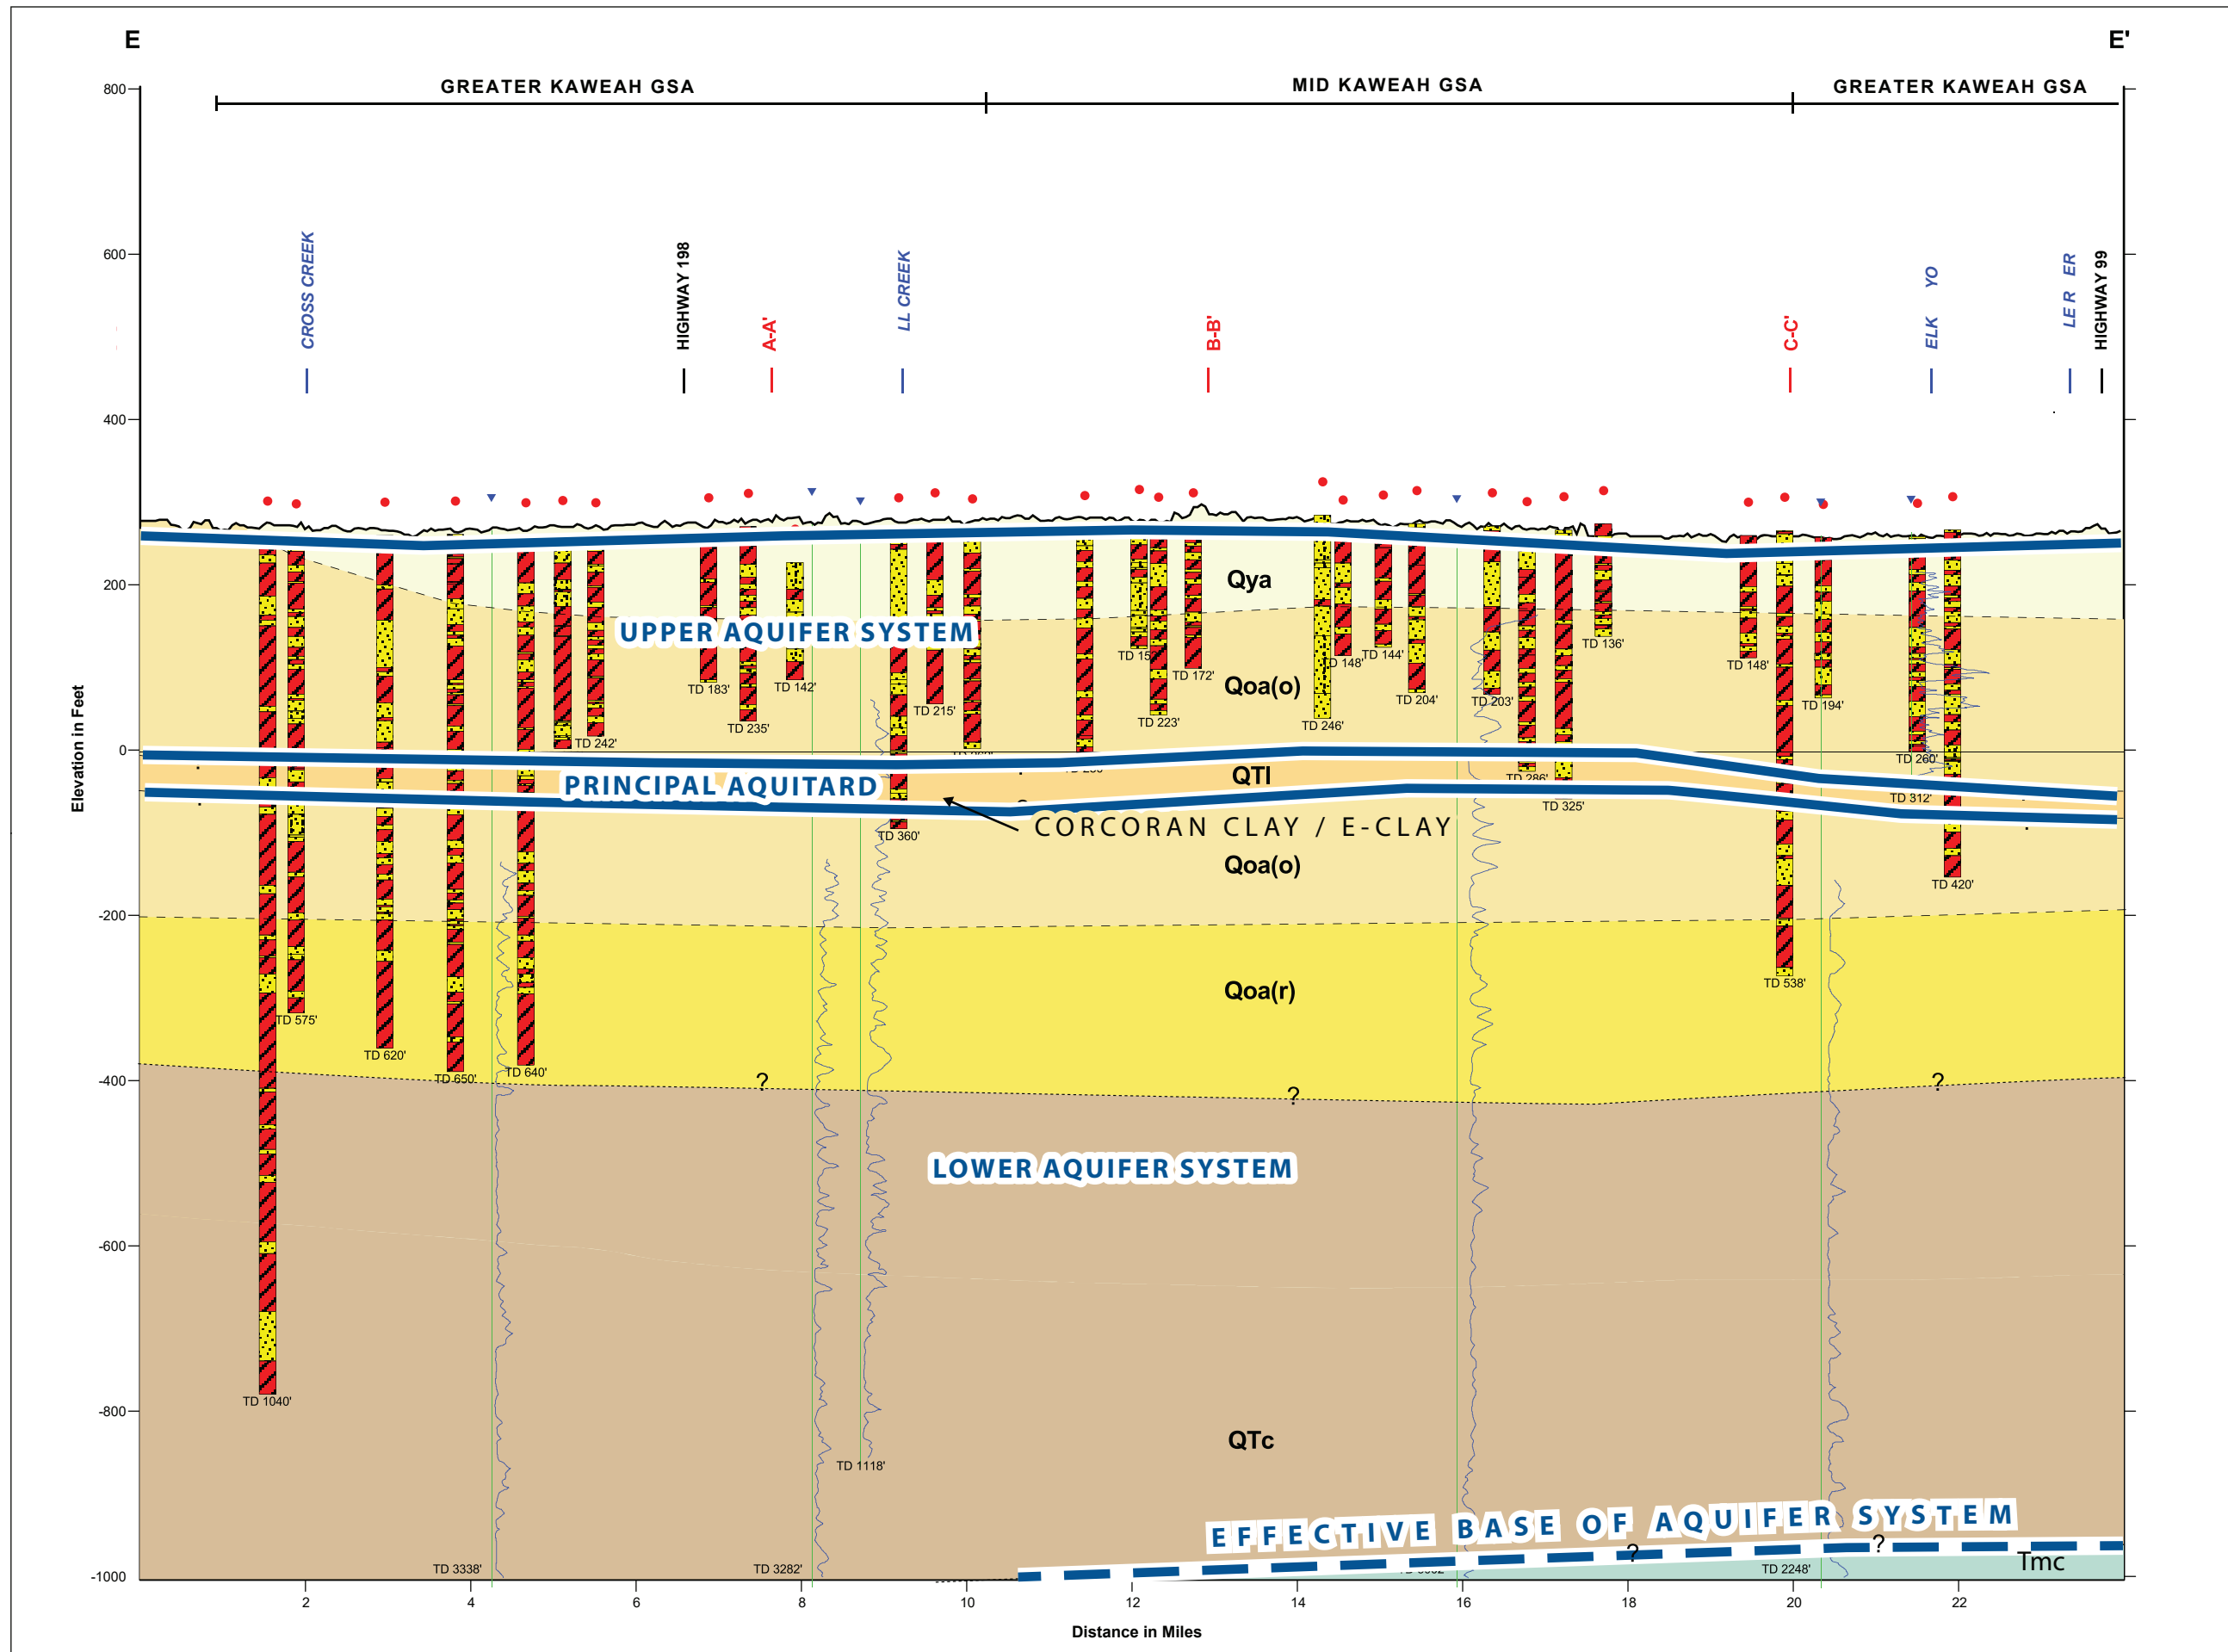 E
E'
GREATER KAWEAH GSA
MID KAWEAH GSA
GREATER KAWEAH GSA
800
600
400
200
0
-200
-400
-600
-800
-1000
Elevation in Feet
CROSS CREEK
HIGHWAY 198
A-A'
LL CREEK
B-B'
C-C'
ELK YO
LE R ER
HIGHWAY 99
Qya
UPPER AQUIFER SYSTEM
Qoa(o)
TD 183'
TD 142'
TD 215'
TD 235'
TD 242'
TD 172'
TD 223'
TD 246'
TD 148'
TD 144'
TD 204'
TD 203'
TD 136'
TD 148'
TD 194'
TD 260'
TD 286'
QTl
PRINCIPAL AQUITARD
TD 312'
TD 325'
CORCORAN CLAY / E-CLAY
TD 360'
Qoa(o)
TD 420'
TD 538'
Qoa(r)
TD 575'
TD 620'
TD 650'
TD 640'
?
?
?
LOWER AQUIFER SYSTEM
TD 1040'
QTc
TD 1118'
EFFECTIVE BASE OF AQUIFER SYSTEM
?
?
Tmc
TD 3338'
TD 3282'
TD 2248'
2
4
6
8
10
12
14
16
18
20
22
Distance in Miles